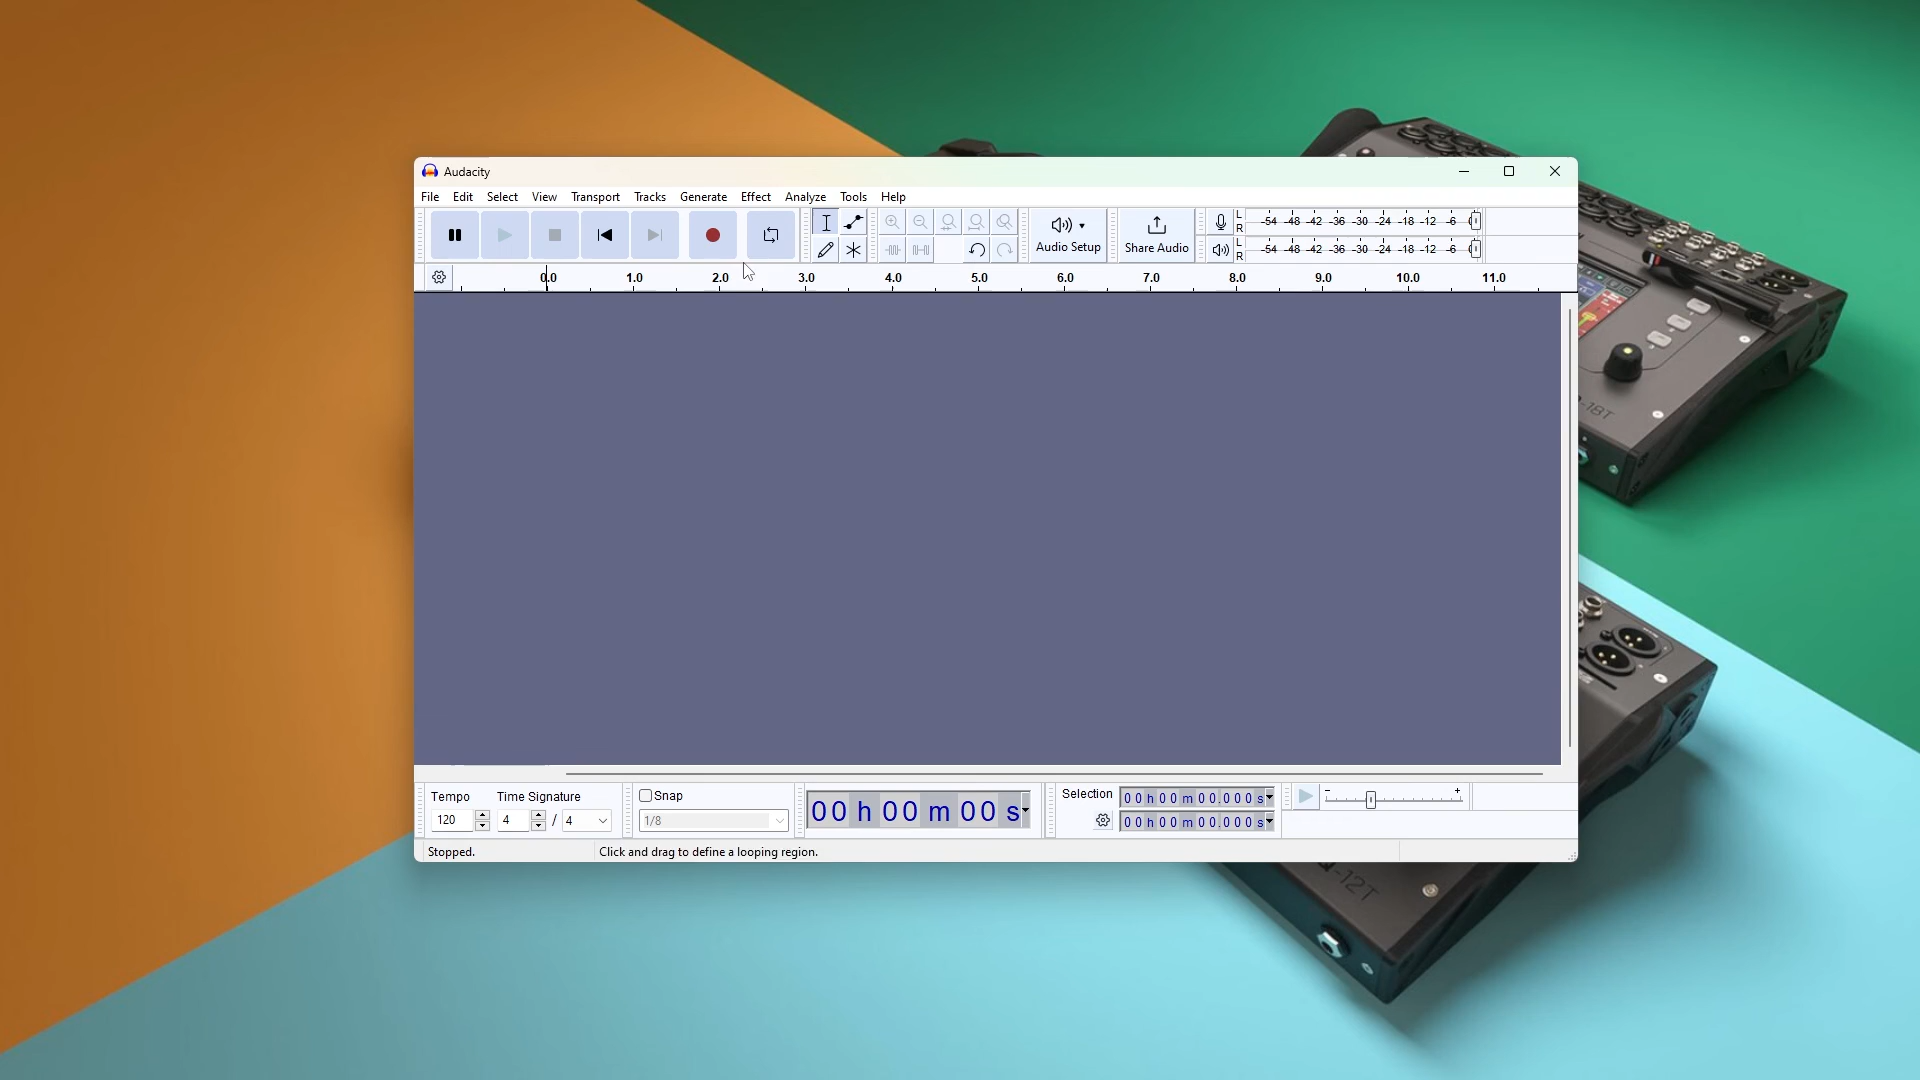 Audacity
File Edit Select View Transport Tracks Generate Effect Analyze Tools Help
L
R
-54 -48 -42 -36 -30 -24 -18 -12 -6
Audio Setup
Share Audio
L
R
-54 -48 -42 -36 -30 -24 -18 -12 -6
0.0 1.0 2.0 3.0 4.0 5.0 6.0 7.0 8.0 9.0 10.0 11.0
-18T
Tempo
Time Signature
Snap
120
4 / 4
1/8
00 h 00 m 00 s
Selection
00 h 00 m 00.000 s
00 h 00 m 00.000 s
- +
Stopped.
Click and drag to define a looping region.
-12T